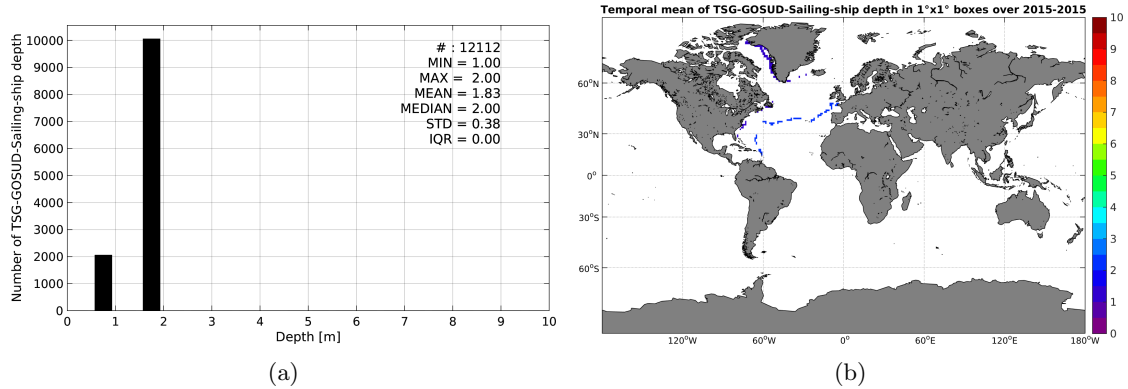 Number of TSG-GOSUD-Sailing-ship depth
10000
9000
8000
7000
6000
5000
4000
3000
2000
1000
0
# : 12112
MIN = 1.00
MAX = 2.00
MEAN = 1.83
MEDIAN = 2.00
STD = 0.38
IQR = 0.00
0 1 2 3 4 5 6 7 8 9 10
Depth [m]
(a)
Temporal mean of TSG-GOSUD-Sailing-ship depth in 1°x1° boxes over 2015-2015
60°N
30°N
0°
30°S
60°S
120°W 60°W 0° 60°E 120°E 180°W
10
9
8
7
6
5
4
3
2
1
0
(b)